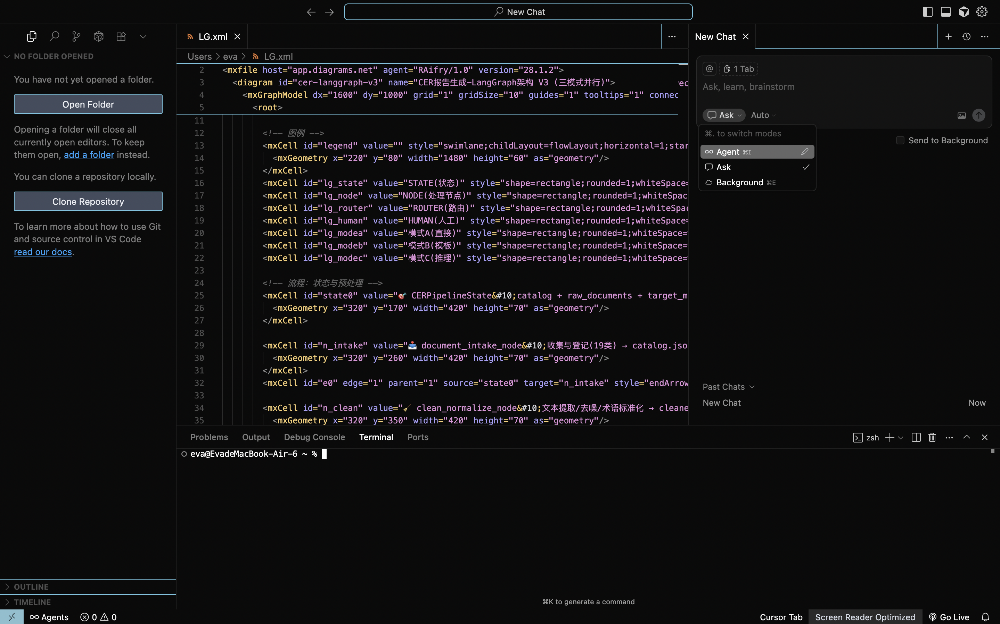 New Chat
NO FOLDER OPENED
You have not yet opened a folder.
Open Folder
Opening a folder will close all
currently open editors. To keep
them open, add a folder instead.
You can clone a repository locally.
Clone Repository
To learn more about how to use Git
and source control in VS Code
read our docs.
OUTLINE
TIMELINE
LG.xml
Users > eva > LG.xml
2 <mxfile host="app.diagrams.net" agent="RAifry/1.0" version="28.1.2">
3 <diagram id="cer-langgraph-v3" name="CER报告生成-LangGraph架构 V3 (三模式并行)">
4 <mxGraphModel dx="1600" dy="1000" grid="1" gridSize="10" guides="1" tooltips="1" connec
5 <root>
11
12 <!-- 图例 -->
13 <mxCell id="legend" value="" style="swimlane;childLayout=flowLayout;horizontal=1;star
14 <mxGeometry x="220" y="80" width="1480" height="60" as="geometry"/>
15 </mxCell>
16 <mxCell id="lg_state" value="STATE(状态)" style="shape=rectangle;rounded=1;whiteSpace=
17 <mxCell id="lg_node" value="NODE(处理节点)" style="shape=rectangle;rounded=1;whiteSpac
18 <mxCell id="lg_router" value="ROUTER(路由)" style="shape=rectangle;rounded=1;whiteSpac
19 <mxCell id="lg_human" value="HUMAN(人工)" style="shape=rectangle;rounded=1;whiteSpace=
20 <mxCell id="lg_modea" value="模式A(直接)" style="shape=rectangle;rounded=1;whiteSpace=
21 <mxCell id="lg_modeb" value="模式B(模板)" style="shape=rectangle;rounded=1;whiteSpace=
22 <mxCell id="lg_modec" value="模式C(推理)" style="shape=rectangle;rounded=1;whiteSpace=
23
24 <!-- 流程: 状态与预处理 -->
25 <mxCell id="state0" value="🎯 CERPipelineState&#10;catalog + raw_documents + target_m
26 <mxGeometry x="320" y="170" width="420" height="70" as="geometry"/>
27 </mxCell>
28
29 <mxCell id="n_intake" value="📥 document_intake_node&#10;收集与登记(19类) → catalog.jso
30 <mxGeometry x="320" y="260" width="420" height="70" as="geometry"/>
31 </mxCell>
32 <mxCell id="e0" edge="1" parent="1" source="state0" target="n_intake" style="endArrow
33
34 <mxCell id="n_clean" value="🧹 clean_normalize_node&#10;文本提取/去噪/术语标准化 → cleane
35 <mxGeometry x="320" y="350" width="420" height="70" as="geometry"/>
New Chat
@ 1 Tab
Ask, learn, brainstorm
Ask Auto
⌘. to switch modes
Send to Background
Agent ⌘I
Ask
Background ⌘E
Past Chats
New Chat Now
Problems Output Debug Console Terminal Ports
zsh
eva@EvadeMacBook-Air-6 ~ %
⌘K to generate a command
Agents 0 0
Cursor Tab Screen Reader Optimized Go Live